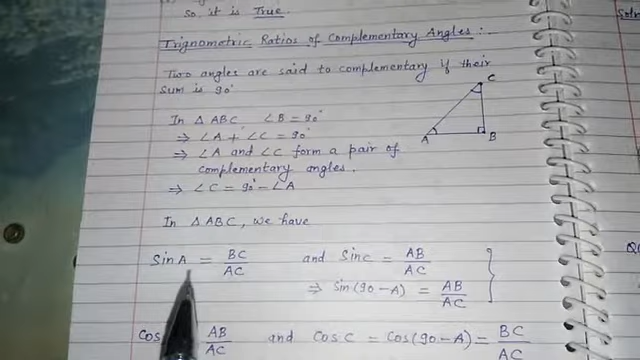 So it is True.
Trignometric Ratios of Complementary Angles:-
Two angles are said to complementary if their
sum is 90°
In △ ABC ∠B = 90°
⇒ ∠A + ∠C = 90°
⇒ ∠A and ∠C form a pair of
complementary angles.
⇒ ∠C = 90° - ∠A
C
A
B
In △ ABC, we have
Sin A = BC/AC and Sin C = AB/AC
⇒ Sin (90 - A) = AB/AC
Cos = AB/AC and Cos C = Cos (90 - A) = BC/AC